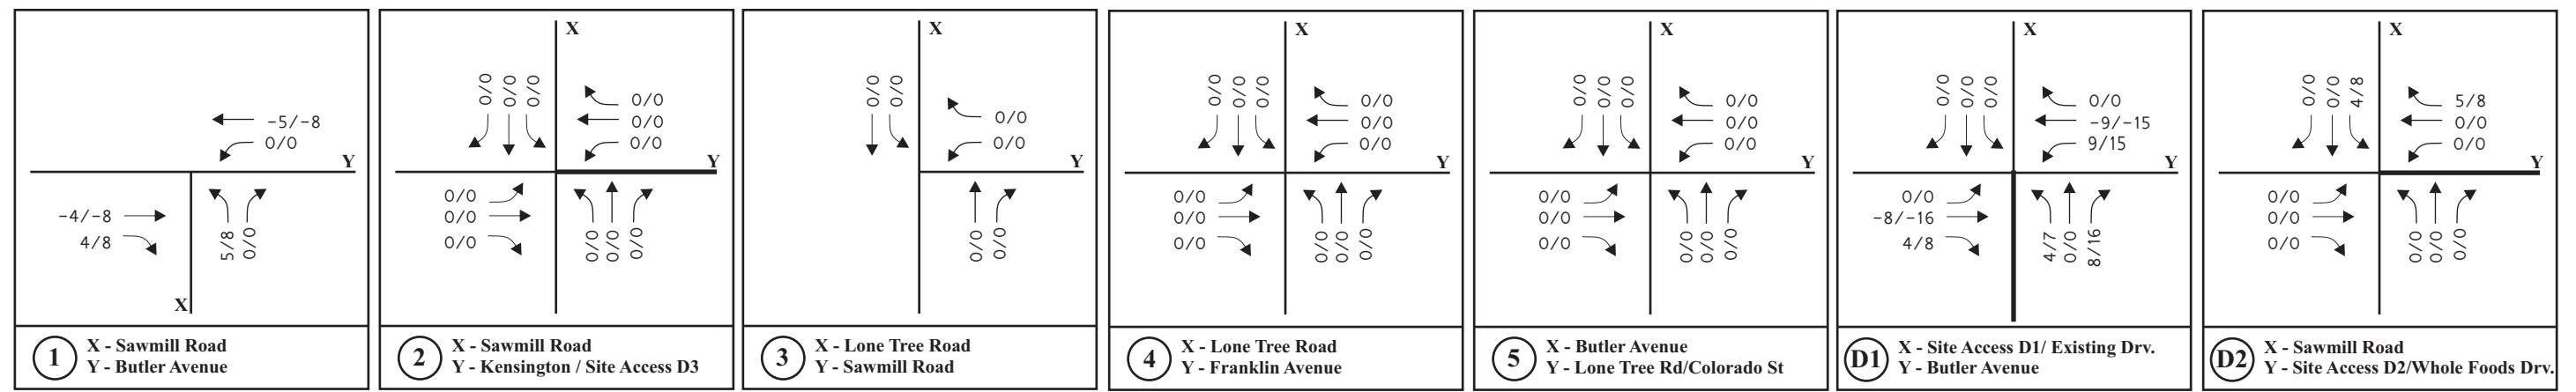 X
-5/-8
0/0
Y
-4/-8
4/8
5/8
0/0
X
1
X - Sawmill Road
Y - Butler Avenue
X
0/0
0/0
0/0
0/0
0/0
0/0
Y
0/0
0/0
0/0
0/0
0/0
0/0
2
X - Sawmill Road
Y - Kensington / Site Access D3
X
0/0
0/0
0/0
0/0
Y
0/0
0/0
3
X - Lone Tree Road
Y - Sawmill Road
X
0/0
0/0
0/0
0/0
0/0
0/0
Y
0/0
0/0
0/0
0/0
0/0
0/0
4
X - Lone Tree Road
Y - Franklin Avenue
X
0/0
0/0
0/0
0/0
0/0
0/0
Y
0/0
0/0
0/0
0/0
0/0
0/0
5
X - Butler Avenue
Y - Lone Tree Rd/Colorado St
X
0/0
0/0
0/0
0/0
-9/-15
9/15
Y
0/0
-8/-16
4/8
4/7
0/0
8/16
D1
X - Site Access D1/ Existing Drv.
Y - Butler Avenue
X
0/0
0/0
4/8
5/8
0/0
0/0
Y
0/0
0/0
0/0
0/0
0/0
0/0
D2
X - Sawmill Road
Y - Site Access D2/Whole Foods Drv.